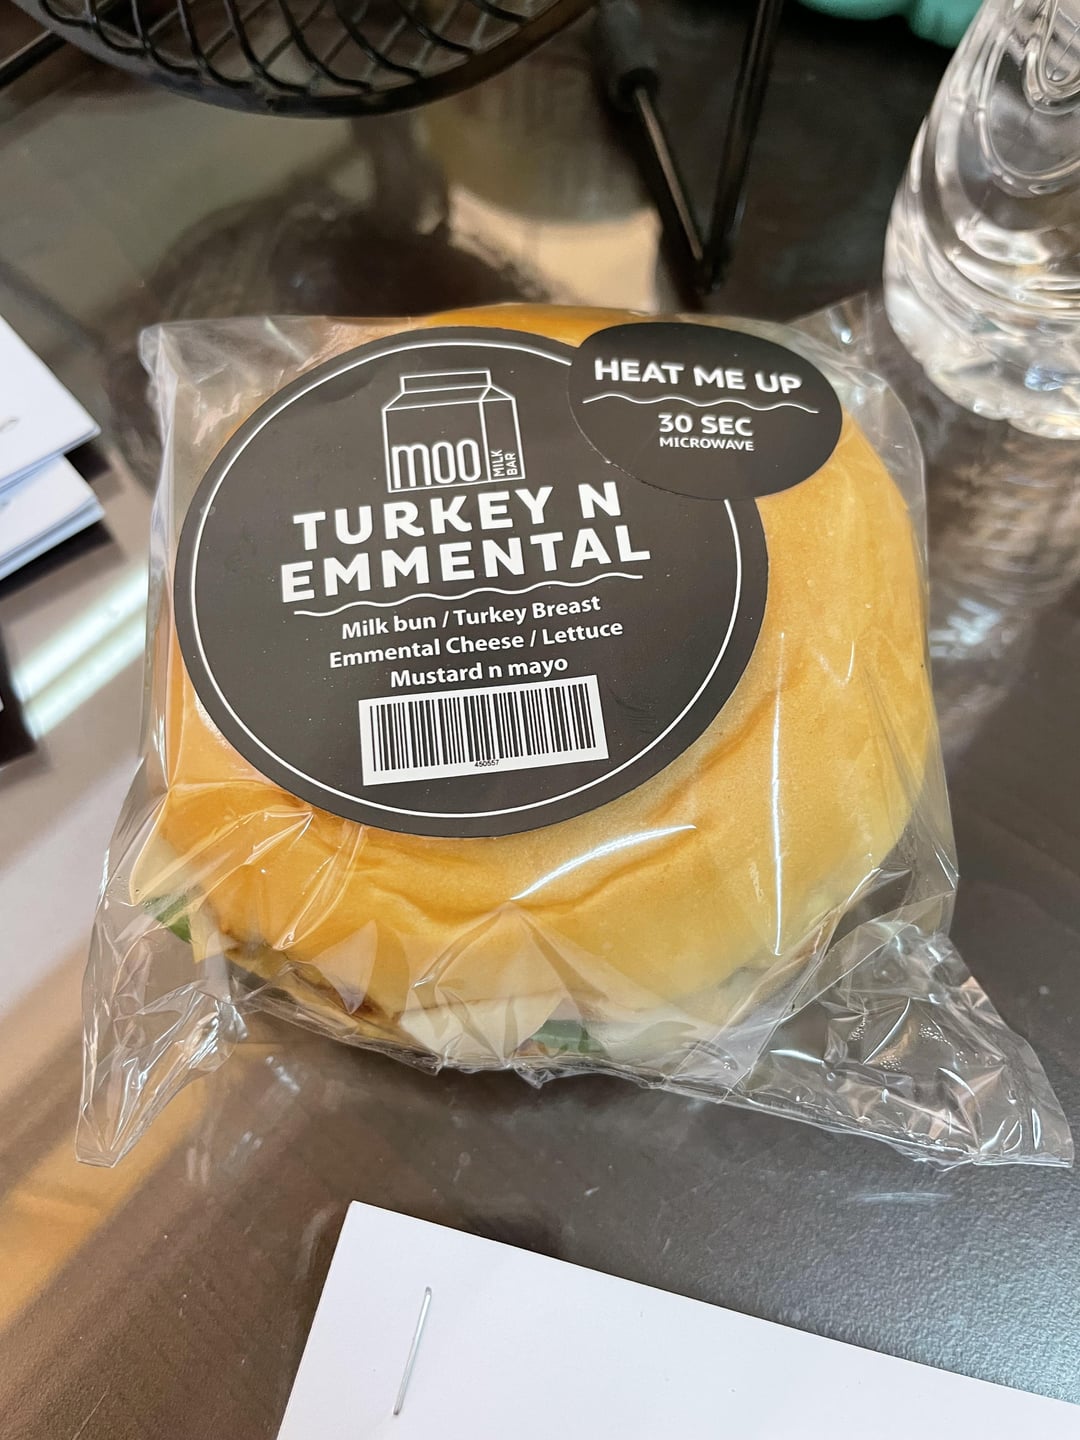 moo
MILK
BAR
TURKEY N
EMMENTAL
Milk bun / Turkey Breast
Emmental Cheese / Lettuce
Mustard n mayo
450557
HEAT ME UP
30 SEC
MICROWAVE